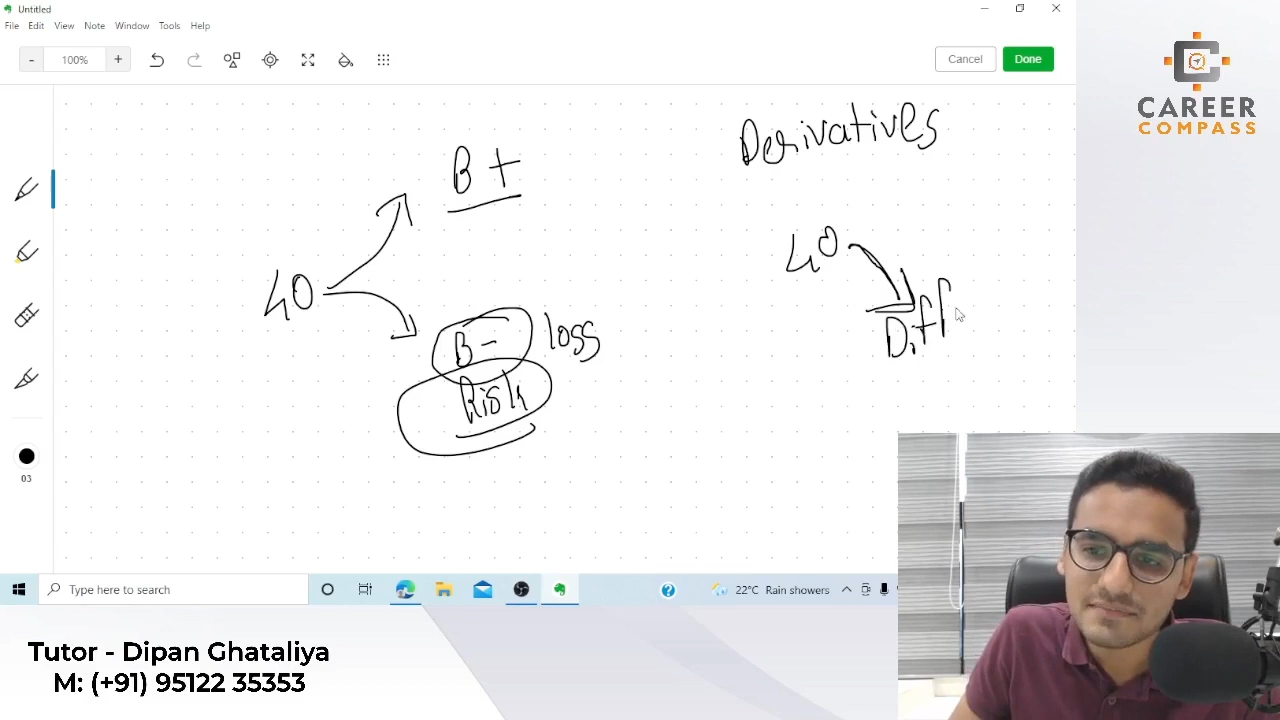 Untitled
File Edit View Note Window Tools Help
- 100% + Cancel Done
CAREER
COMPASS
Derivatives
B +
40
40
Diff
B - loss
Risk
03
Type here to search
22°C Rain showers
Tutor - Dipan Ghataliya
M: (+91) 95122 35353